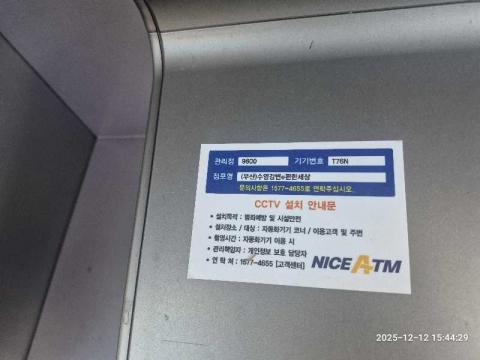 관리점 9600 기기번호 T76N
점포명 (무산)수영강변e편한세상
문의사항은 1577-4655로 연락주십시오.
CCTV 설치 안내문
• 설치목적 : 범죄예방 및 시설안전
• 설치장소 / 대상 : 자동화기기 코너 / 이용고객 및 주변
• 촬영시간 : 자동화기기 이용 시
• 관리책임자 : 개인정보 보호 담당자
• 연 락 처 : 1577-4655 [고객센터]
NICE ATM
2025-12-12 15:44:29